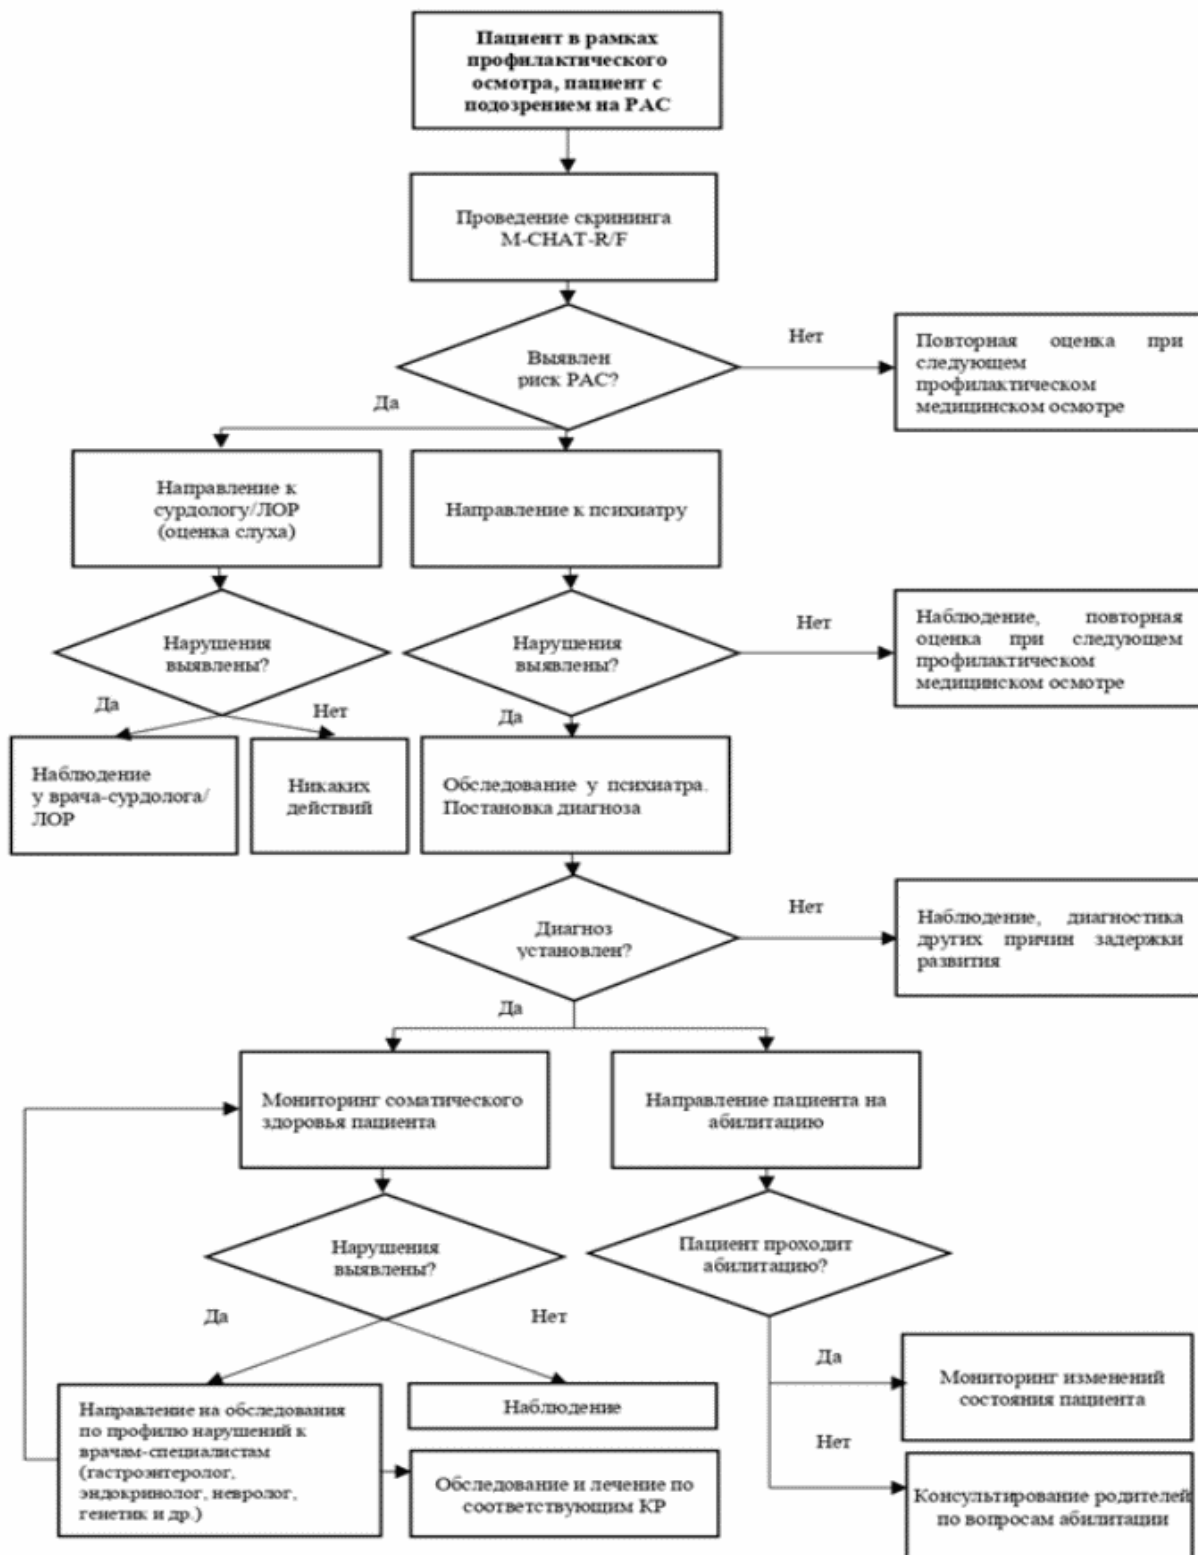 Пациент в рамках
профилактического
осмотра, пациент с
подозрением на РАС
Проведение скрининга
M-CHAT-R/F
Выявлен
риск РАС?
Нет
Повторная оценка при
следующем
профилактическом
медицинском осмотре
Да
Направление к
сурдологу/ЛОР
(оценка слуха)
Направление к психиатру
Нарушения
выявлены?
Нарушения
выявлены?
Нет
Наблюдение, повторная
оценка при следующем
профилактическом
медицинском осмотре
Да
Нет
Да
Наблюдение
у врача-сурдолога/
ЛОР
Никаких
действий
Обследование у психиатра.
Постановка диагноза
Диагноз
установлен?
Нет
Наблюдение, диагностика
других причин задержки
развития
Да
Мониторинг соматического
здоровья пациента
Направление пациента на
абилитацию
Нарушения
выявлены?
Пациент проходит
абилитацию?
Да
Нет
Да
Мониторинг изменений
состояния пациента
Направление на обследования
по профилю нарушений к
врачам-специалистам
(гастроэнтеролог,
эндокринолог, невролог,
генетик и др.)
Наблюдение
Обследование и лечение по
соответствующим КР
Нет
Консультирование родителей
по вопросам абилитации